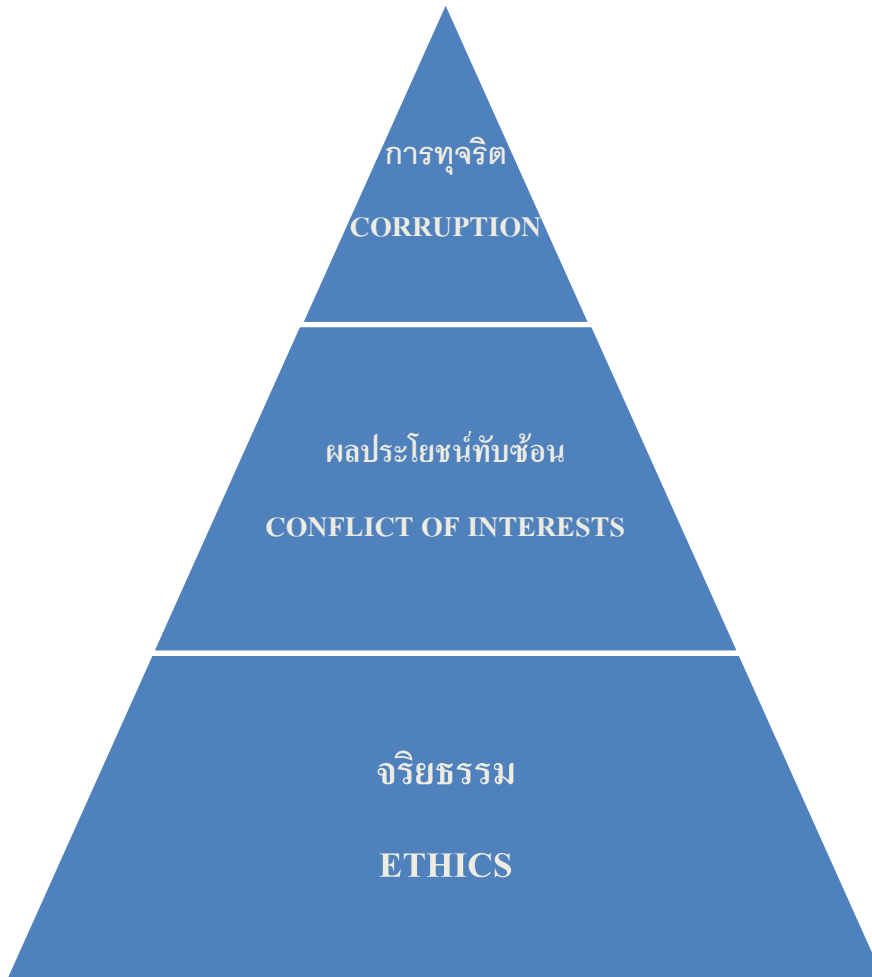 การทุจริต
CORRUPTION
ผลประโยชน์ทับซ้อน
CONFLICT OF INTERESTS
จริยธรรม
ETHICS